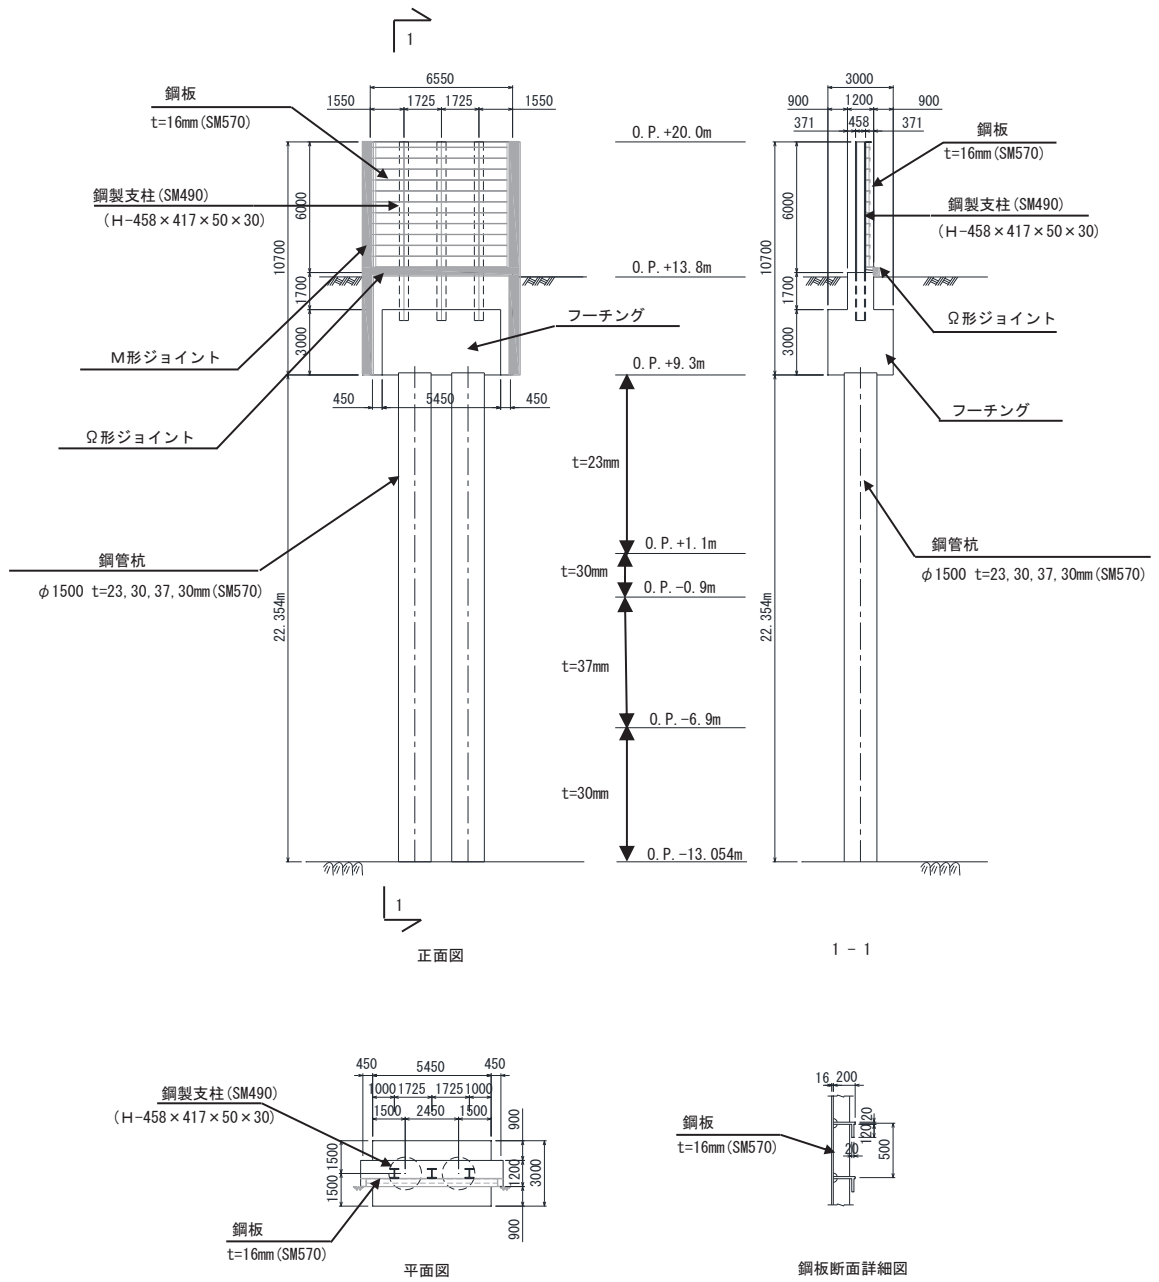 1
6550
1550
1725
1725
1550
鋼板
t=16mm(SM570)
鋼製支柱(SM490)
(H-458×417×50×30)
6000
10700
1700
3000
M形ジョイント
Ω形ジョイント
フーチング
450
5450
450
鋼管杭
φ1500 t=23,30,37,30mm(SM570)
22.354m
1
正面図
O.P.+20.0m
O.P.+13.8m
O.P.+9.3m
t=23mm
O.P.+1.1m
t=30mm
O.P.-0.9m
t=37mm
O.P.-6.9m
t=30mm
O.P.-13.054m
3000
900
1200
900
371
458
371
鋼板
t=16mm(SM570)
鋼製支柱(SM490)
(H-458×417×50×30)
6000
10700
1700
3000
Ω形ジョイント
フーチング
鋼管杭
φ1500 t=23,30,37,30mm(SM570)
22.354m
1 - 1
450
5450
450
1000
1725
1725
1000
1500
2450
1500
鋼製支柱(SM490)
(H-458×417×50×30)
1500
1500
900
1200
3000
900
鋼板
t=16mm(SM570)
平面図
16
200
鋼板
t=16mm(SM570)
20
120
20
500
鋼板断面詳細図